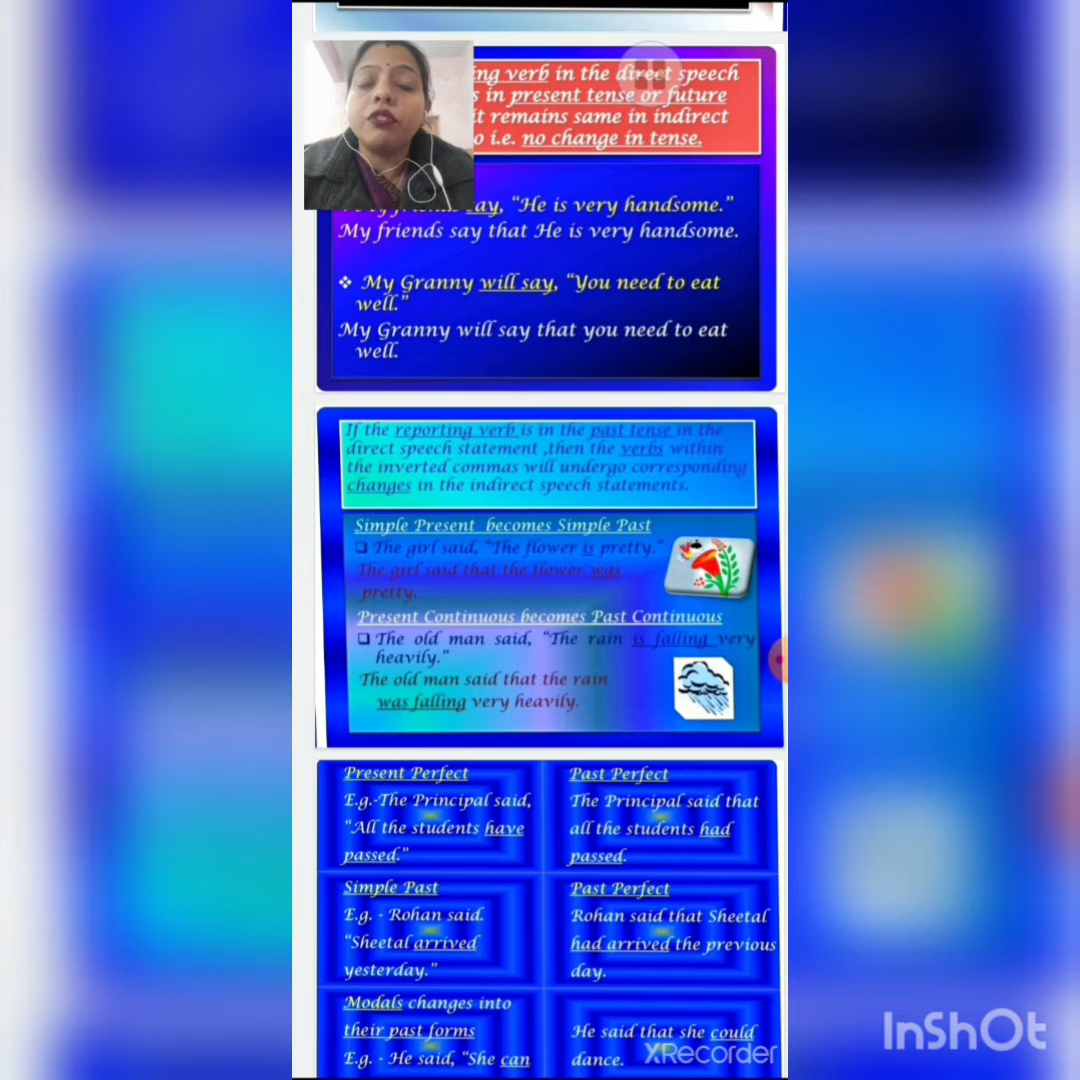 ing verb in the direct speech
s in present tense or future
it remains same in indirect
o i.e. no change in tense.
say, “He is very handsome.”
My friends say that He is very handsome.
❖ My Granny will say, “You need to eat
well.”
My Granny will say that you need to eat
well.
If the reporting verb is in the past tense in the
direct speech statement ,then the verbs within
the inverted commas will undergo corresponding
changes in the indirect speech statements.
Simple Present becomes Simple Past
❑ The girl said, “The flower is pretty.”
The girl said that the flower was
pretty.
Present Continuous becomes Past Continuous
❑ The old man said, “The rain is falling very
heavily.”
The old man said that the rain
was falling very heavily.
Present Perfect
E.g.-The Principal said,
“All the students have
passed.”
Past Perfect
The Principal said that
all the students had
passed.
Simple Past
E.g. - Rohan said.
“Sheetal arrived
yesterday.”
Past Perfect
Rohan said that Sheetal
had arrived the previous
day.
Modals changes into
their past forms
E.g. - He said, “She can
He said that she could
dance.
XRecorder
InShOt